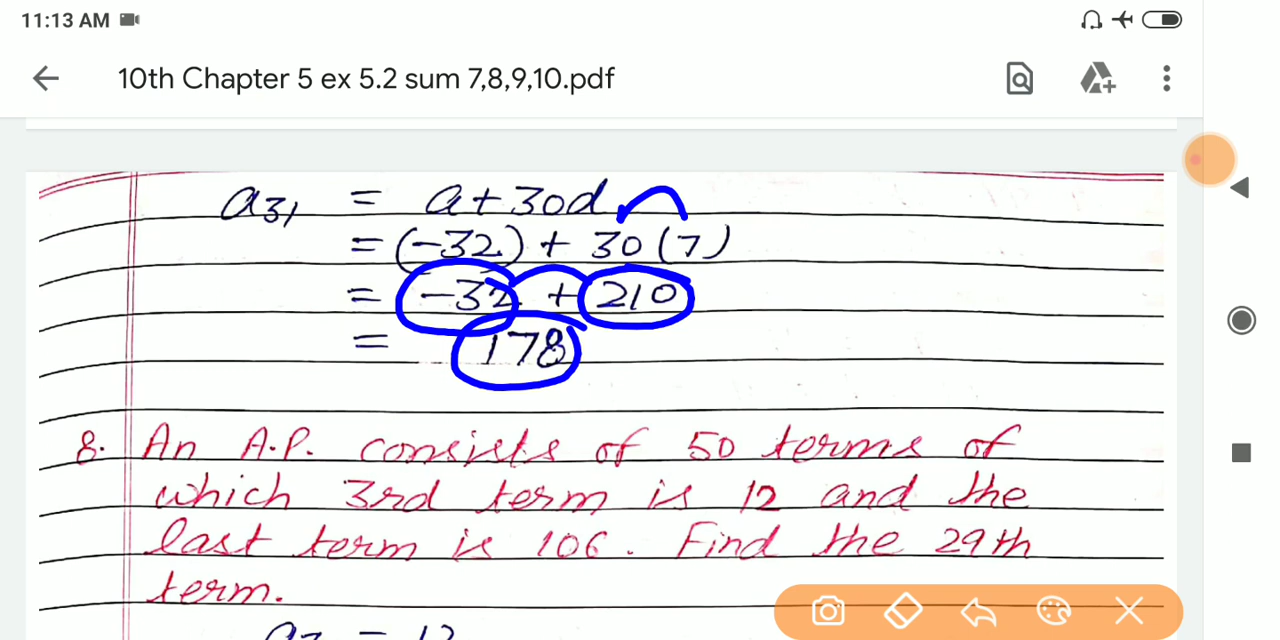 11:13 AM
10th Chapter 5 ex 5.2 sum 7,8,9,10.pdf
a31 = a + 30d
= (-32) + 30 (7)
= -32 + 210
= 178
8. An A.P. consists of 50 terms of
which 3rd term is 12 and the
last term is 106. Find the 29th
term.
a3 = 12